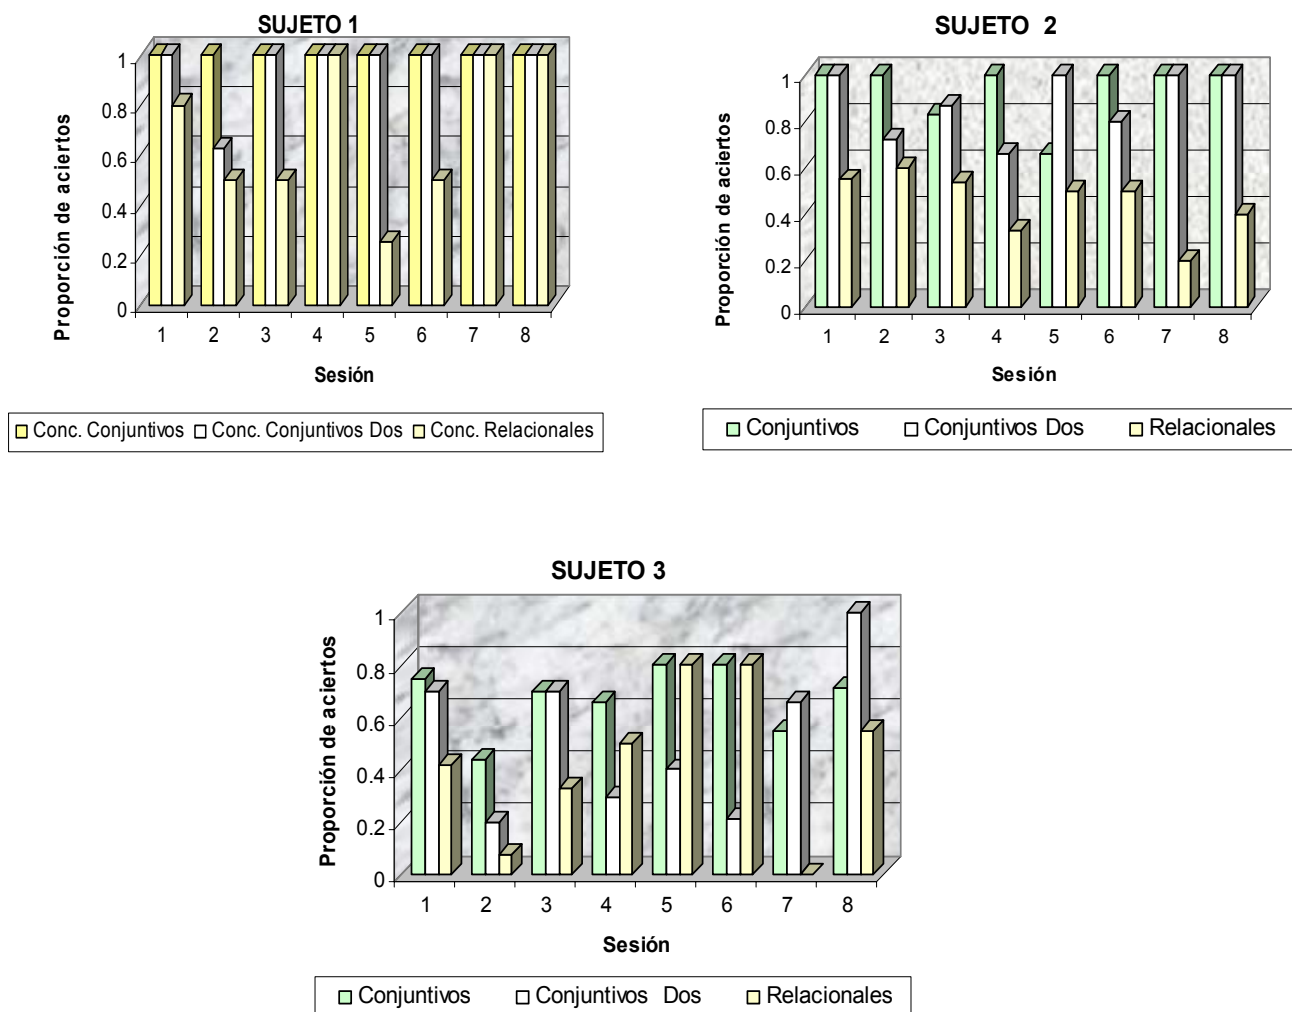 SUJETO 1
Proporción de aciertos
1
0.8
0.6
0.4
0.2
0
1 2 3 4 5 6 7 8
Sesión
Conc. Conjuntivos Conc. Conjuntivos Dos Conc. Relacionales
SUJETO 2
Proporción de aciertos
1
0.8
0.6
0.4
0.2
0
1 2 3 4 5 6 7 8
Sesión
Conjuntivos Conjuntivos Dos Relacionales
SUJETO 3
Proporción de aciertos
1
0.8
0.6
0.4
0.2
0
1 2 3 4 5 6 7 8
Sesión
Conjuntivos Conjuntivos Dos Relacionales